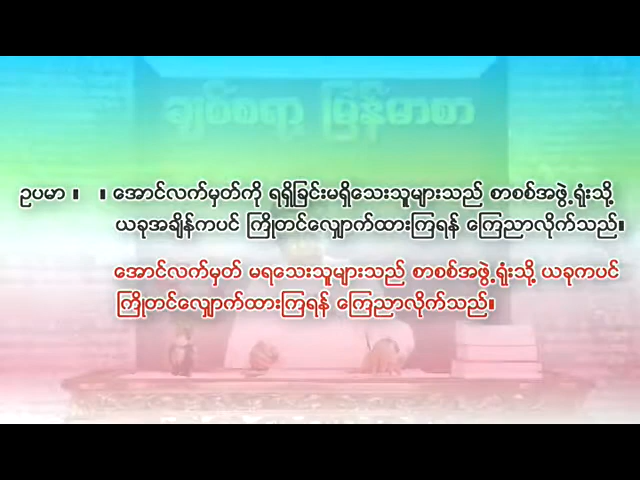 ချစ်စရာ့ မြန်မာစာ
ဥပမာ ။ ။ အောင်လက်မှတ်ကို ရရှိခြင်းမရှိသေးသူများသည် စာစစ်အဖွဲ့ရုံးသို့
ယခုအချိန်ကပင် ကြိုတင်လျှောက်ထားကြရန် ကြေညာလိုက်သည်။
အောင်လက်မှတ် မရသေးသူများသည် စာစစ်အဖွဲ့ရုံးသို့ ယခုကပင်
ကြိုတင်လျှောက်ထားကြရန် ကြေညာလိုက်သည်။